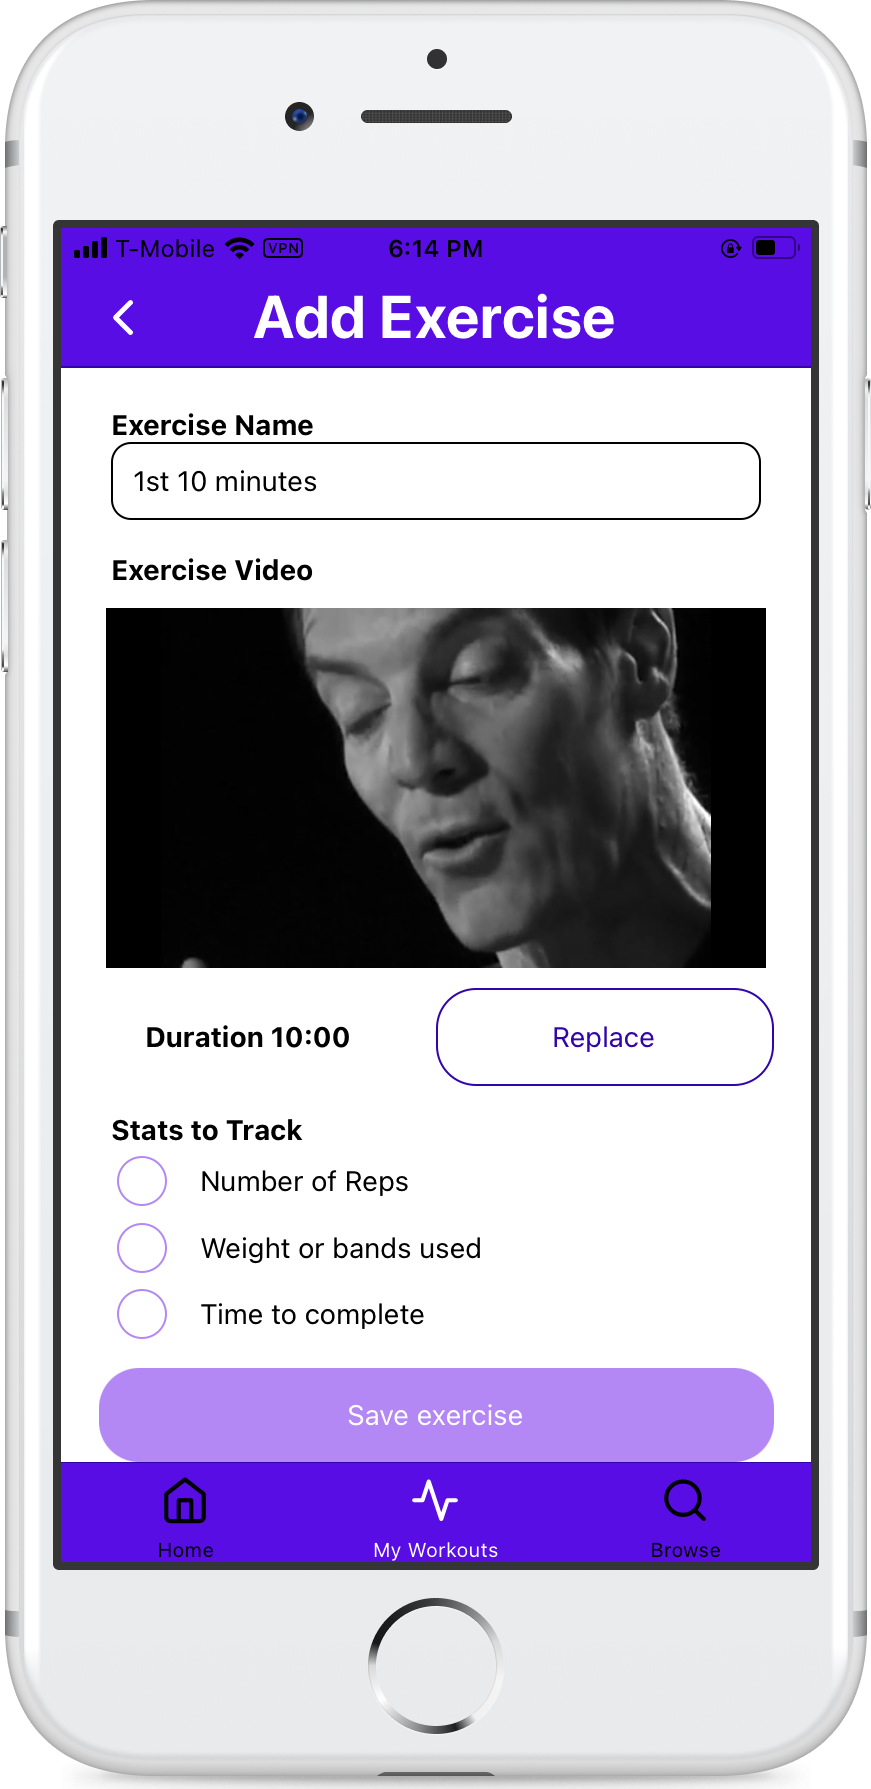 T-Mobile VPN 6:14 PM
Add Exercise
Exercise Name
1st 10 minutes
Exercise Video
Duration 10:00 Replace
Stats to Track
Number of Reps
Weight or bands used
Time to complete
Save exercise
Home My Workouts Browse